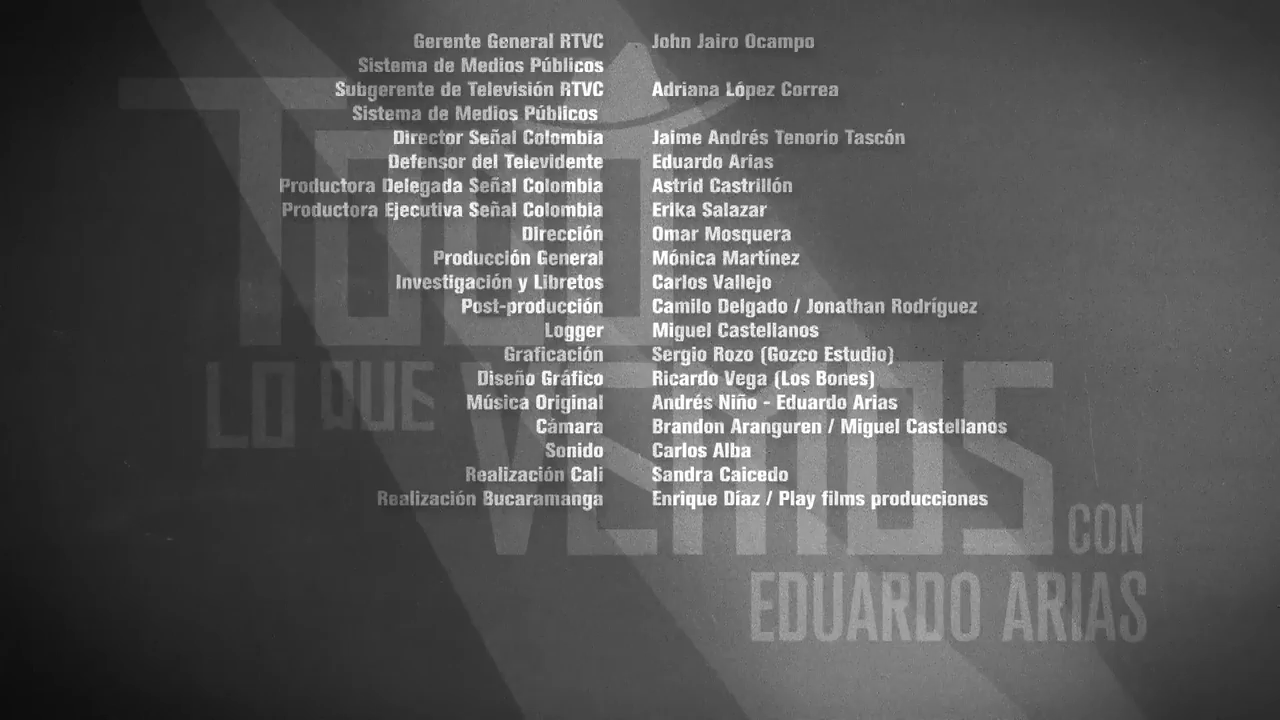 Gerente General RTVC John Jairo Ocampo
Sistema de Medios Públicos
Subgerente de Televisión RTVC Adriana López Correa
Sistema de Medios Públicos
Director Señal Colombia Jaime Andrés Tenorio Tascón
Defensor del Televidente Eduardo Arias
Productora Delegada Señal Colombia Astrid Castrillón
Productora Ejecutiva Señal Colombia Erika Salazar
Dirección Omar Mosquera
Producción General Mónica Martínez
Investigación y Libretos Carlos Vallejo
Post-producción Camilo Delgado / Jonathan Rodríguez
Logger Miguel Castellanos
Graficación Sergio Rozo (Gozco Estudio)
Diseño Gráfico Ricardo Vega (Los Bones)
Música Original Andrés Niño - Eduardo Arias
Cámara Brandon Aranguren / Miguel Castellanos
Sonido Carlos Alba
Realización Cali Sandra Caicedo
Realización Bucaramanga Enrique Díaz / Play films producciones
TODO
LO QUE VEMOS
CON
EDUARDO ARIAS